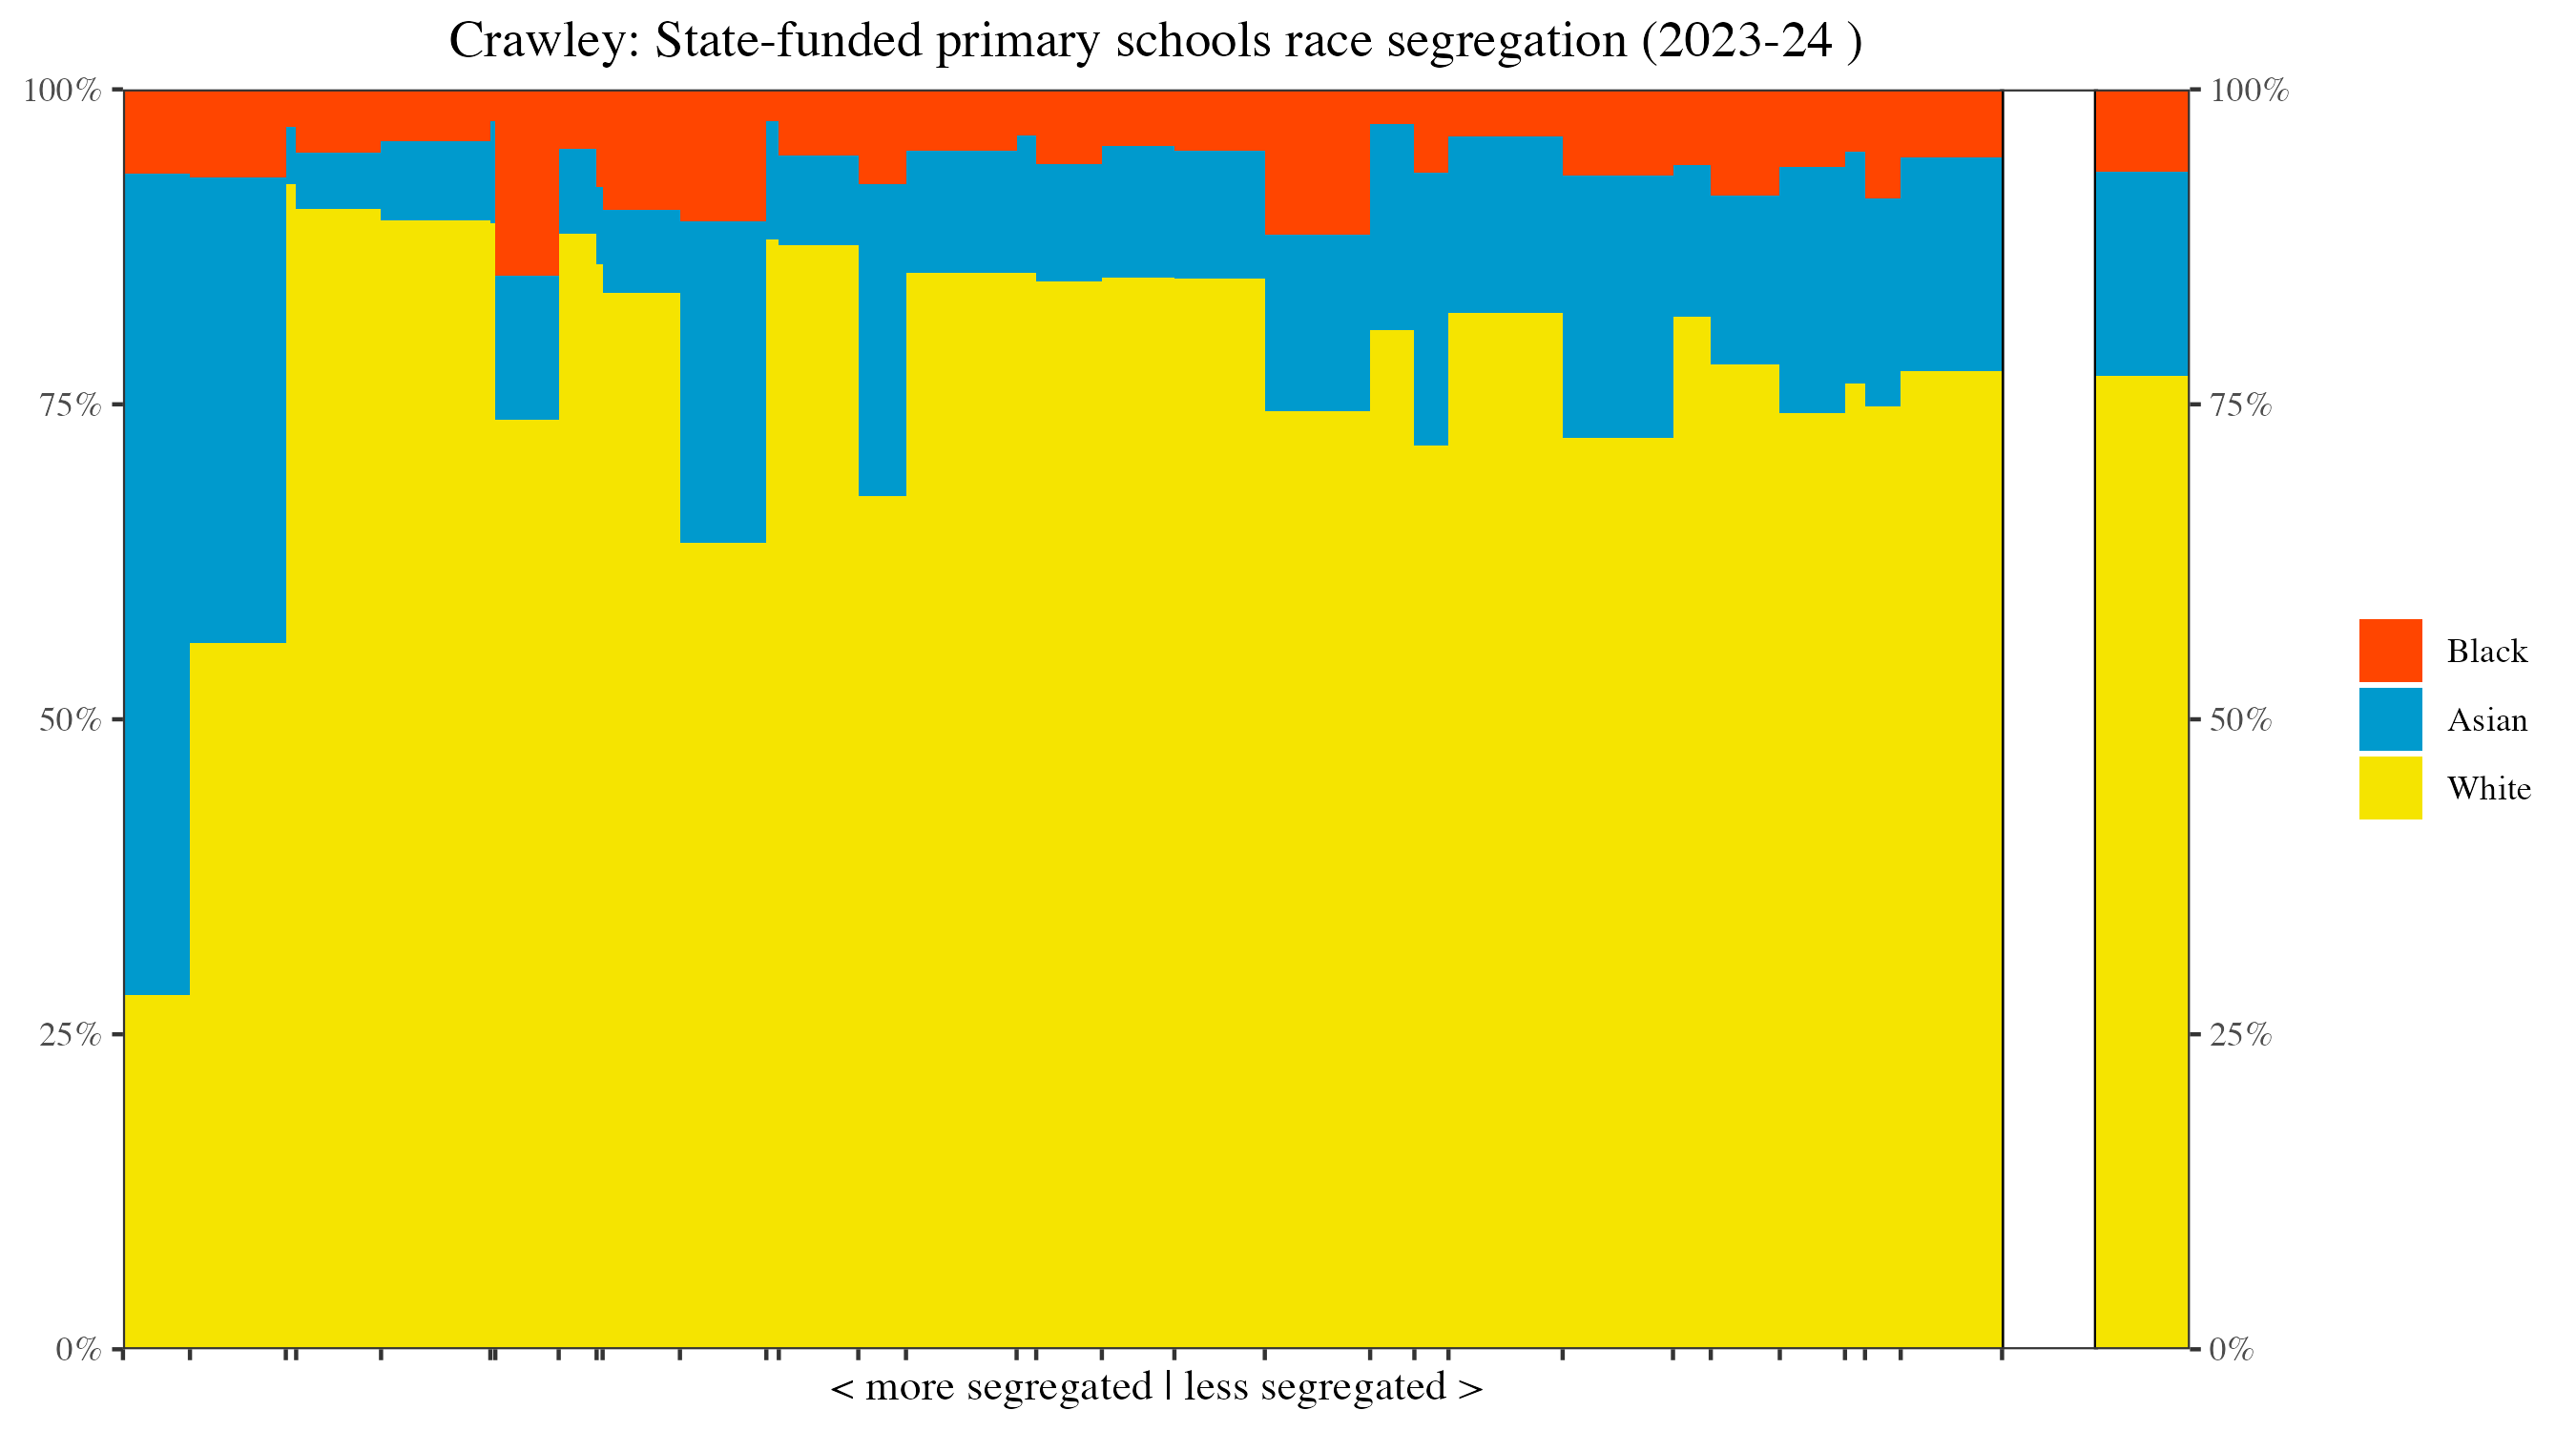 Crawley: State-funded primary schools race segregation (2023-24 )
100%
75%
50%
25%
0%
100%
75%
50%
25%
0%
Black
Asian
White
< more segregated | less segregated >